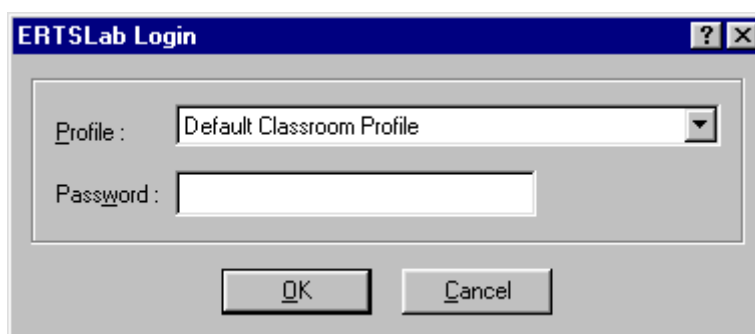 ERTSLab Login
Profile : Default Classroom Profile
Password :
OK Cancel